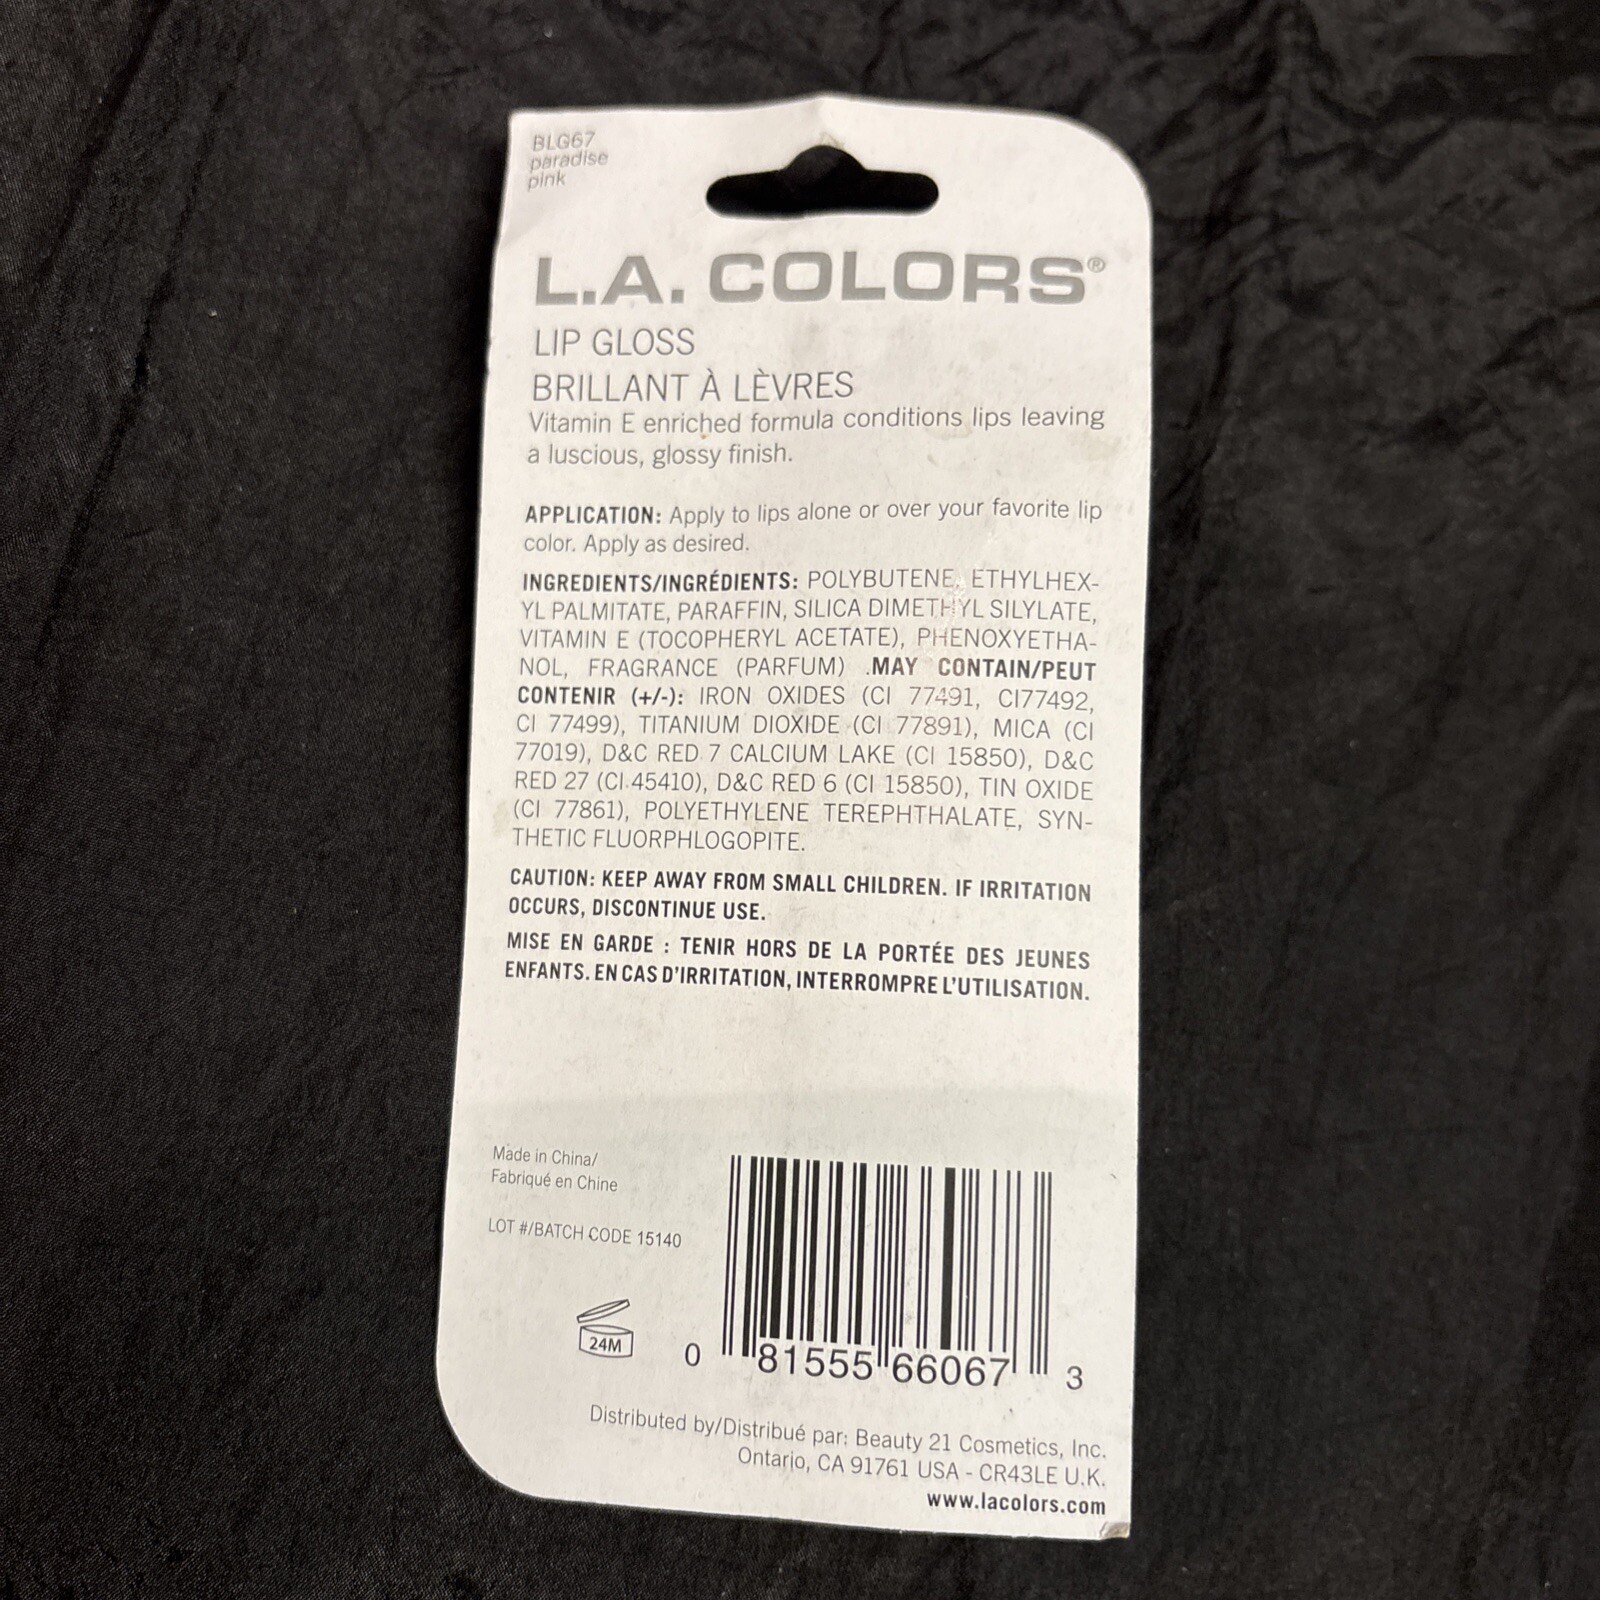 BLG67
paradise
pink
L.A. COLORS®
LIP GLOSS
BRILLANT À LÈVRES
Vitamin E enriched formula conditions lips leaving
a luscious, glossy finish.
APPLICATION: Apply to lips alone or over your favorite lip
color. Apply as desired.
INGREDIENTS/INGRÉDIENTS: POLYBUTENE, ETHYLHEX-
YL PALMITATE, PARAFFIN, SILICA DIMETHYL SILYLATE,
VITAMIN E (TOCOPHERYL ACETATE), PHENOXYETHA-
NOL, FRAGRANCE (PARFUM) .MAY CONTAIN/PEUT
CONTENIR (+/-): IRON OXIDES (CI 77491, CI77492,
CI 77499), TITANIUM DIOXIDE (CI 77891), MICA (CI
77019), D&C RED 7 CALCIUM LAKE (CI 15850), D&C
RED 27 (CI 45410), D&C RED 6 (CI 15850), TIN OXIDE
(CI 77861), POLYETHYLENE TEREPHTHALATE, SYN-
THETIC FLUORPHLOGOPITE.
CAUTION: KEEP AWAY FROM SMALL CHILDREN. IF IRRITATION
OCCURS, DISCONTINUE USE.
MISE EN GARDE : TENIR HORS DE LA PORTÉE DES JEUNES
ENFANTS. EN CAS D'IRRITATION, INTERROMPRE L'UTILISATION.
Made in China/
Fabriqué en Chine
LOT #/BATCH CODE 15140
24M
0 81555 66067 3
Distributed by/Distribué par: Beauty 21 Cosmetics, Inc.
Ontario, CA 91761 USA - CR43LE U.K.
www.lacolors.com